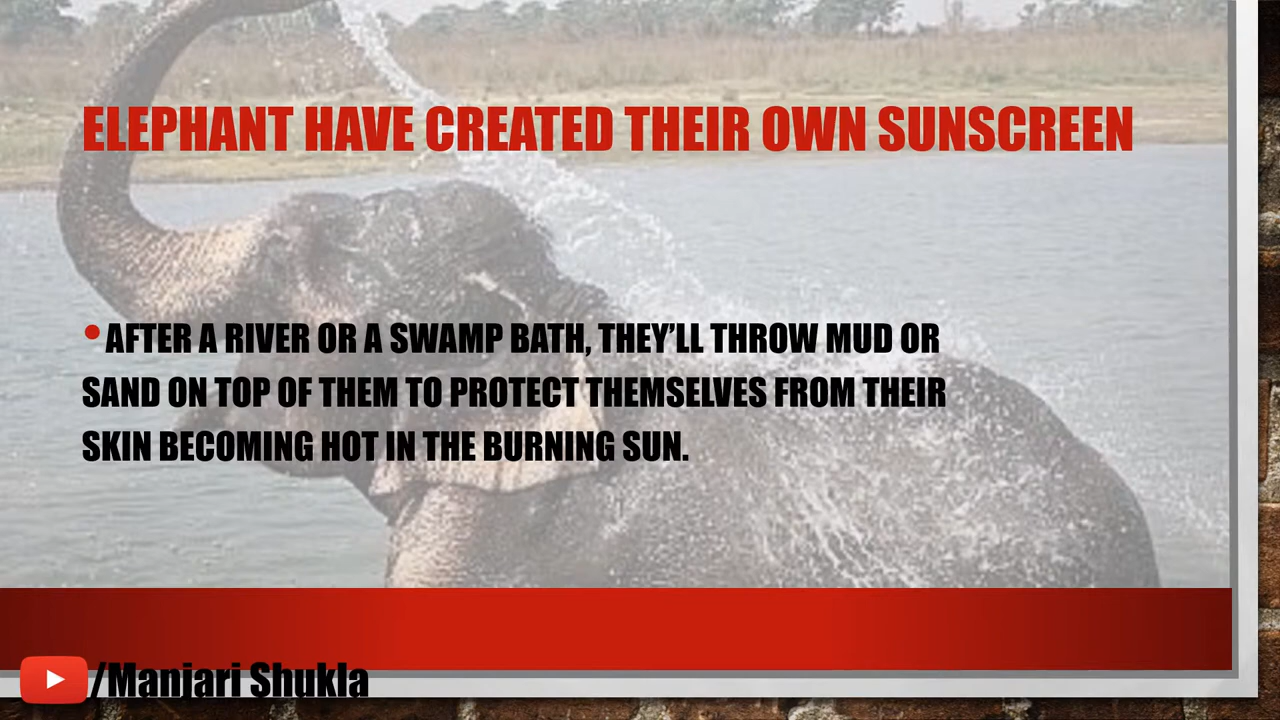 ELEPHANT HAVE CREATED THEIR OWN SUNSCREEN
•AFTER A RIVER OR A SWAMP BATH, THEY’LL THROW MUD OR
SAND ON TOP OF THEM TO PROTECT THEMSELVES FROM THEIR
SKIN BECOMING HOT IN THE BURNING SUN.
/Manjari Shukla